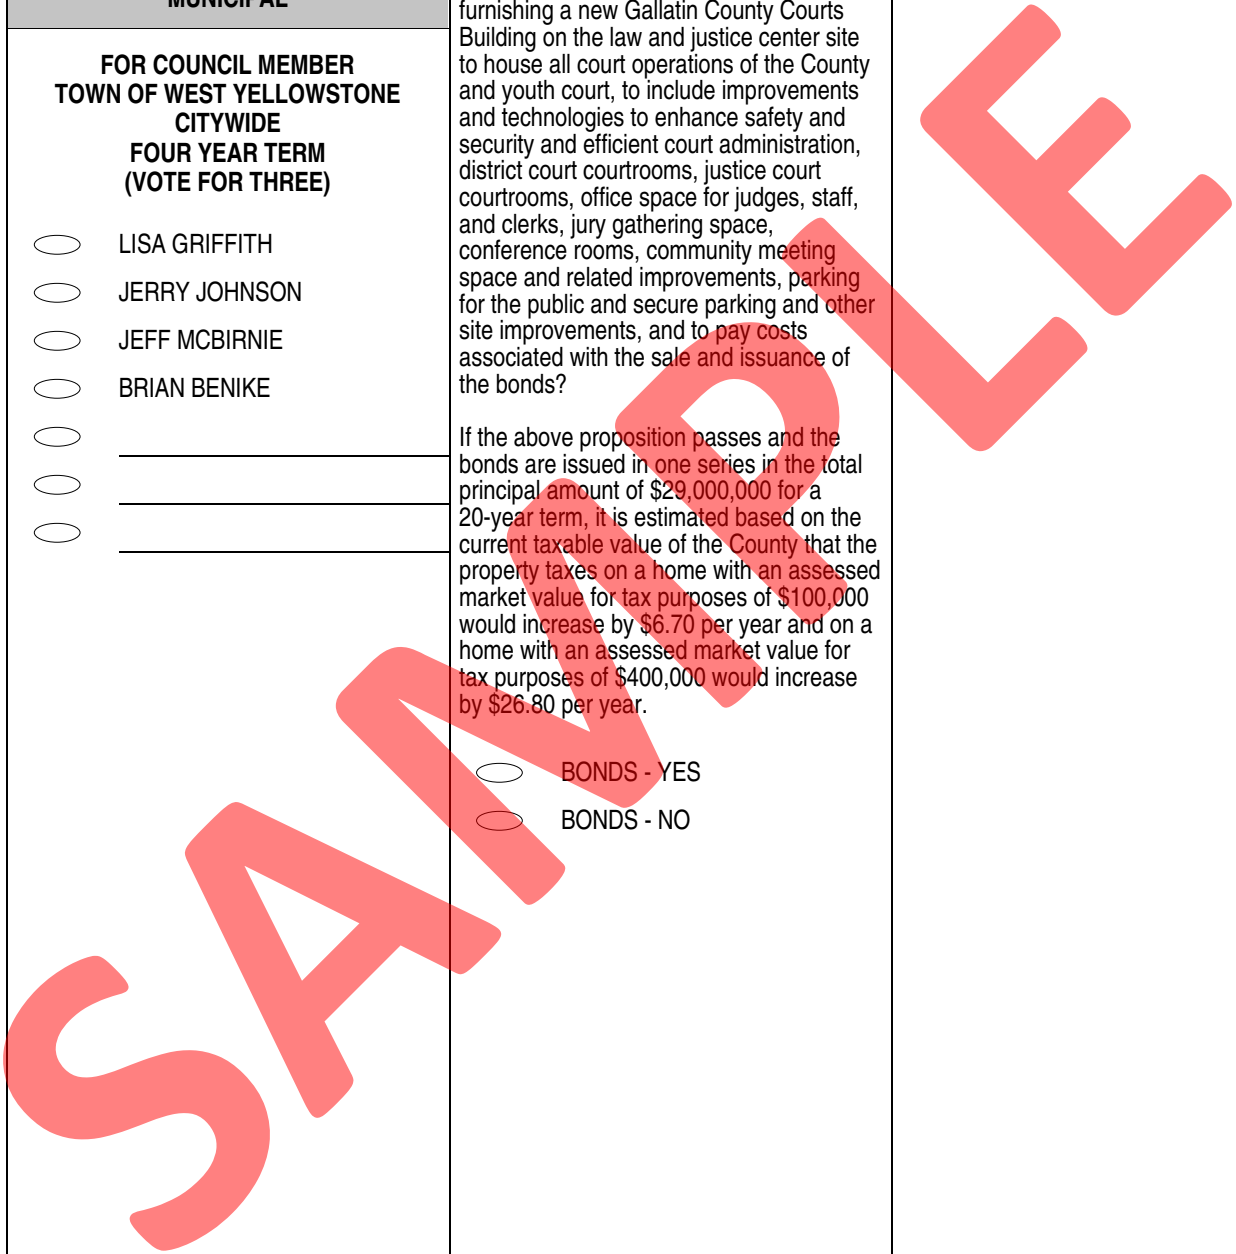 MUNICIPAL
FOR COUNCIL MEMBER
TOWN OF WEST YELLOWSTONE
CITYWIDE
FOUR YEAR TERM
(VOTE FOR THREE)
LISA GRIFFITH
JERRY JOHNSON
JEFF MCBIRNIE
BRIAN BENIKE
furnishing a new Gallatin County Courts
Building on the law and justice center site
to house all court operations of the County
and youth court, to include improvements
and technologies to enhance safety and
security and efficient court administration,
district court courtrooms, justice court
courtrooms, office space for judges, staff,
and clerks, jury gathering space,
conference rooms, community meeting
space and related improvements, parking
for the public and secure parking and other
site improvements, and to pay costs
associated with the sale and issuance of
the bonds?
If the above proposition passes and the
bonds are issued in one series in the total
principal amount of $29,000,000 for a
20-year term, it is estimated based on the
current taxable value of the County that the
property taxes on a home with an assessed
market value for tax purposes of $100,000
would increase by $6.70 per year and on a
home with an assessed market value for
tax purposes of $400,000 would increase
by $26.80 per year.
BONDS - YES
BONDS - NO
SAMPLE